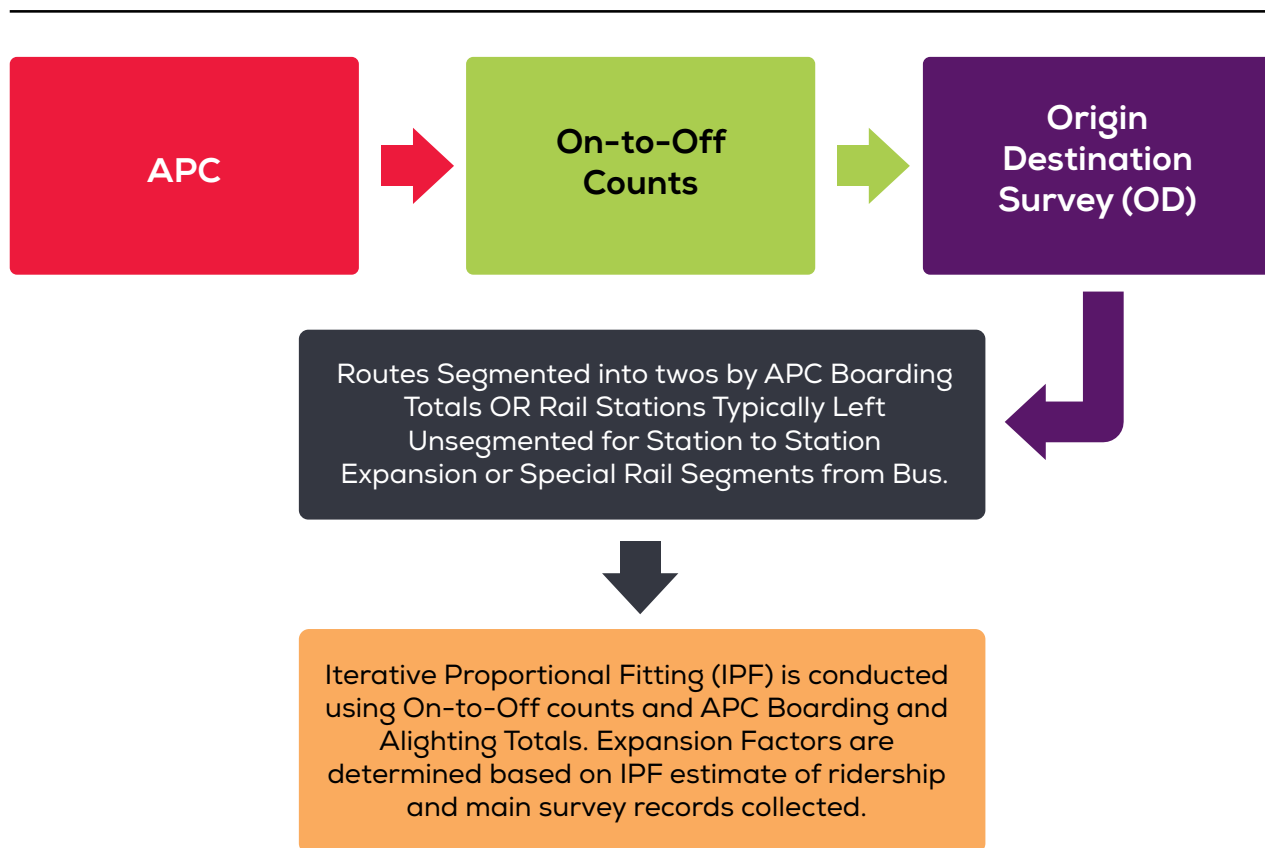 APC
On-to-Off
Counts
Origin
Destination
Survey (OD)
Routes Segmented into twos by APC Boarding
Totals OR Rail Stations Typically Left
Unsegmented for Station to Station
Expansion or Special Rail Segments from Bus.
Iterative Proportional Fitting (IPF) is conducted
using On-to-Off counts and APC Boarding and
Alighting Totals. Expansion Factors are
determined based on IPF estimate of ridership
and main survey records collected.